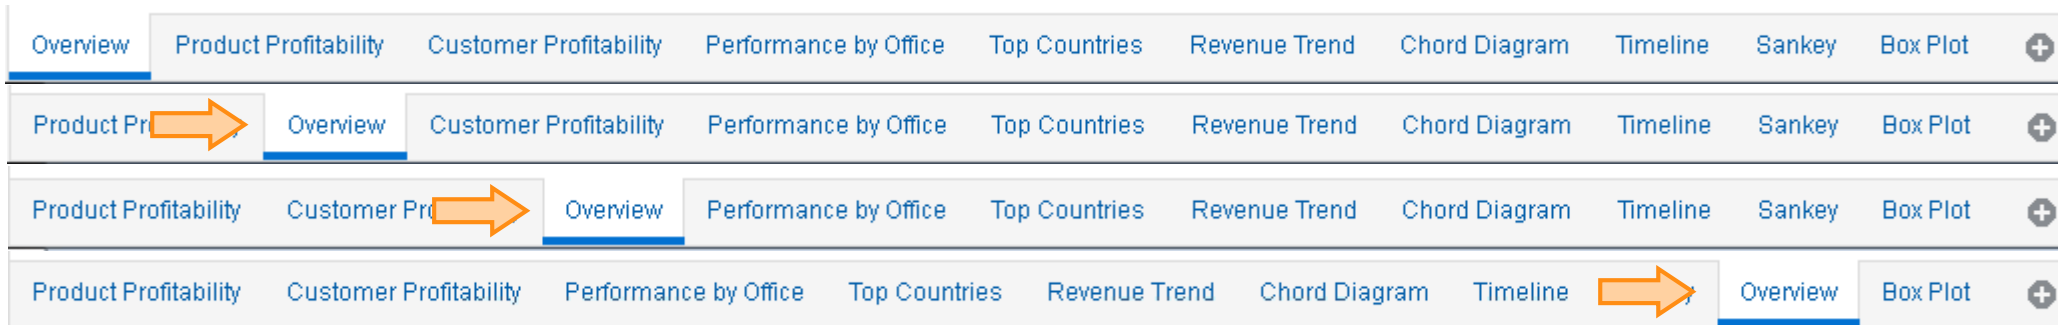 Overview Product Profitability Customer Profitability Performance by Office Top Countries Revenue Trend Chord Diagram Timeline Sankey Box Plot
Product Overview Customer Profitability Performance by Office Top Countries Revenue Trend Chord Diagram Timeline Sankey Box Plot
Product Profitability Customer Overview Performance by Office Top Countries Revenue Trend Chord Diagram Timeline Sankey Box Plot
Product Profitability Customer Profitability Performance by Office Top Countries Revenue Trend Chord Diagram Timeline Overview Box Plot